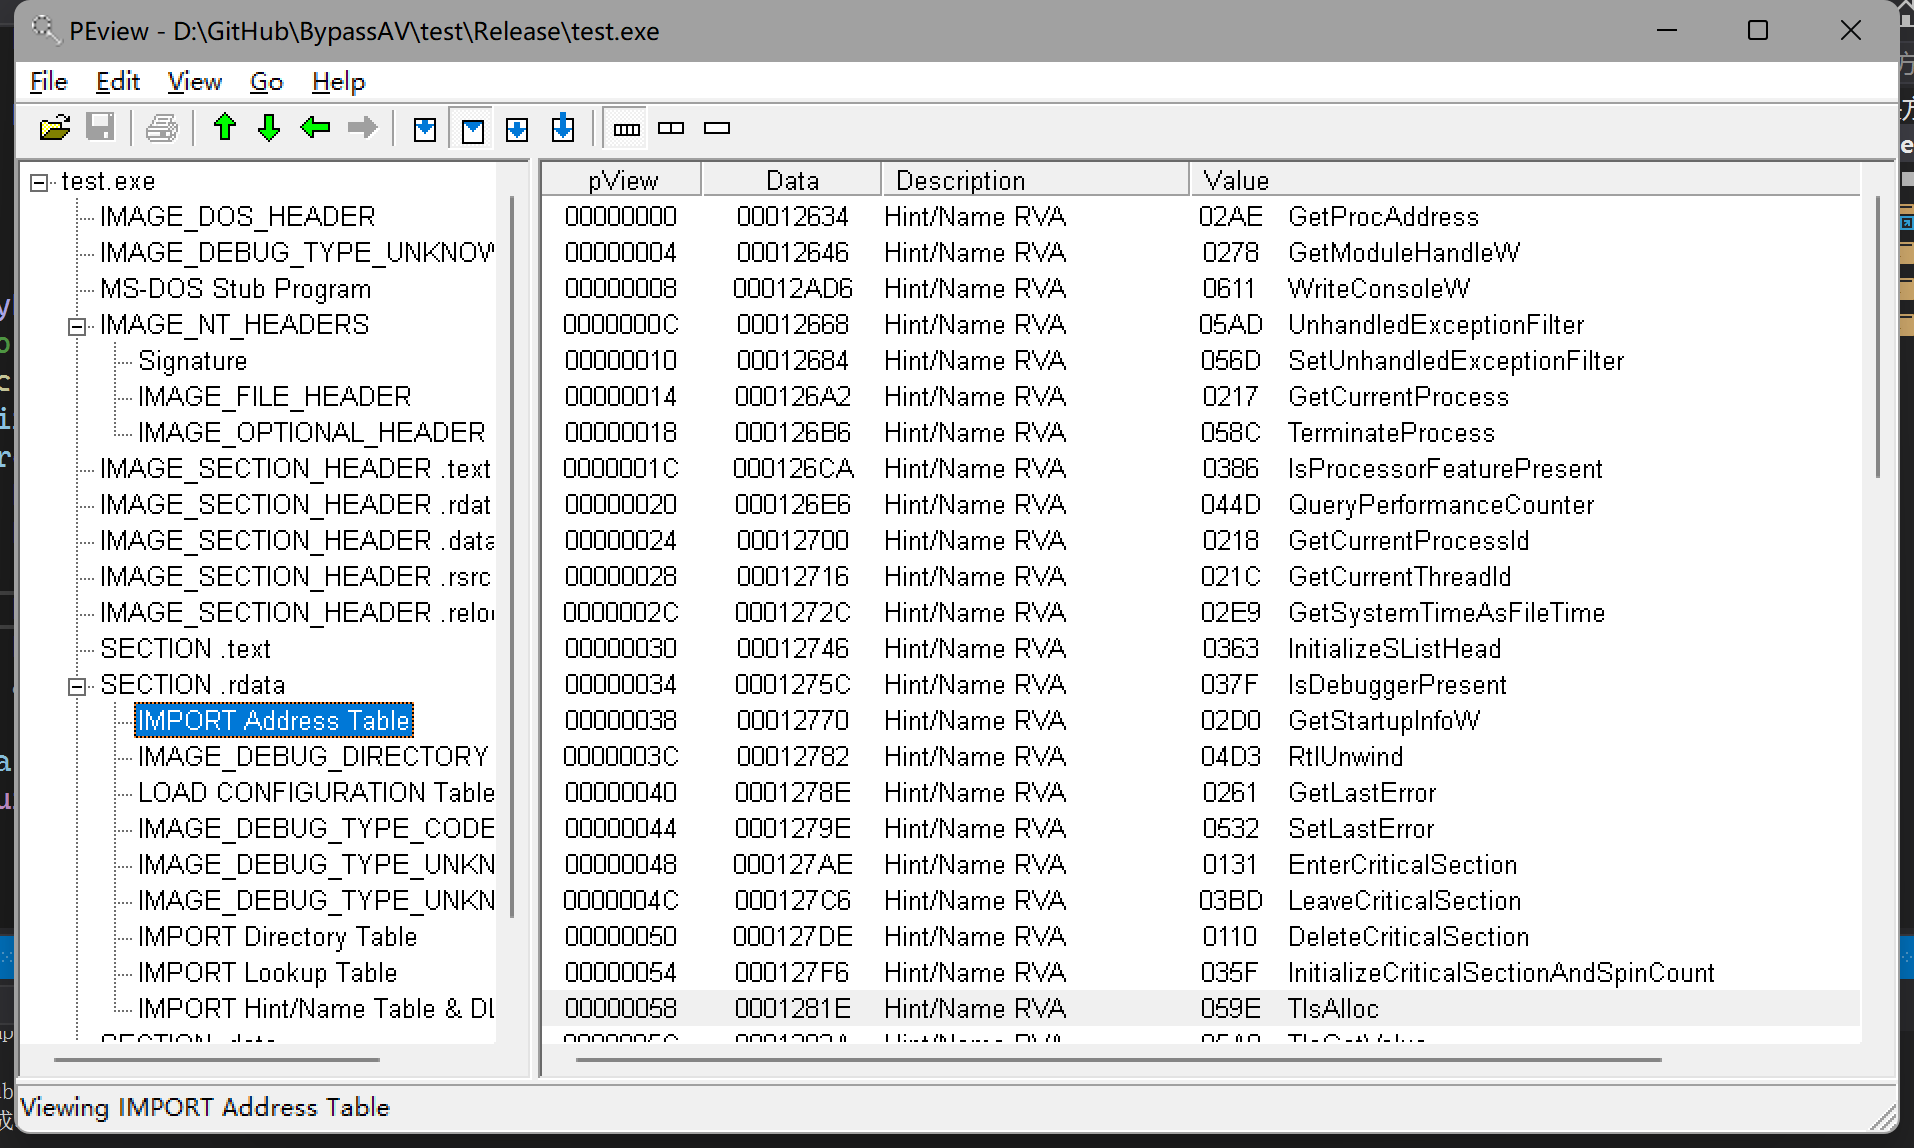 PEview - D:\GitHub\BypassAV\test\Release\test.exe
File Edit View Go Help
test.exe
IMAGE_DOS_HEADER
IMAGE_DEBUG_TYPE_UNKNOW
MS-DOS Stub Program
IMAGE_NT_HEADERS
Signature
IMAGE_FILE_HEADER
IMAGE_OPTIONAL_HEADER
IMAGE_SECTION_HEADER .text
IMAGE_SECTION_HEADER .rdat
IMAGE_SECTION_HEADER .data
IMAGE_SECTION_HEADER .rsrc
IMAGE_SECTION_HEADER .relo
SECTION .text
SECTION .rdata
IMPORT Address Table
IMAGE_DEBUG_DIRECTORY
LOAD CONFIGURATION Table
IMAGE_DEBUG_TYPE_CODE
IMAGE_DEBUG_TYPE_UNKN
IMAGE_DEBUG_TYPE_UNKN
IMPORT Directory Table
IMPORT Lookup Table
IMPORT Hint/Name Table & DL
SECTION .data
pView Data Description Value
00000000 00012634 Hint/Name RVA 02AE GetProcAddress
00000004 00012646 Hint/Name RVA 0278 GetModuleHandleW
00000008 00012AD6 Hint/Name RVA 0611 WriteConsoleW
0000000C 00012668 Hint/Name RVA 05AD UnhandledExceptionFilter
00000010 00012684 Hint/Name RVA 056D SetUnhandledExceptionFilter
00000014 000126A2 Hint/Name RVA 0217 GetCurrentProcess
00000018 000126B6 Hint/Name RVA 058C TerminateProcess
0000001C 000126CA Hint/Name RVA 0386 IsProcessorFeaturePresent
00000020 000126E6 Hint/Name RVA 044D QueryPerformanceCounter
00000024 00012700 Hint/Name RVA 0218 GetCurrentProcessId
00000028 00012716 Hint/Name RVA 021C GetCurrentThreadId
0000002C 0001272C Hint/Name RVA 02E9 GetSystemTimeAsFileTime
00000030 00012746 Hint/Name RVA 0363 InitializeSListHead
00000034 0001275C Hint/Name RVA 037F IsDebuggerPresent
00000038 00012770 Hint/Name RVA 02D0 GetStartupInfoW
0000003C 00012782 Hint/Name RVA 04D3 RtlUnwind
00000040 0001278E Hint/Name RVA 0261 GetLastError
00000044 0001279E Hint/Name RVA 0532 SetLastError
00000048 000127AE Hint/Name RVA 0131 EnterCriticalSection
0000004C 000127C6 Hint/Name RVA 03BD LeaveCriticalSection
00000050 000127DE Hint/Name RVA 0110 DeleteCriticalSection
00000054 000127F6 Hint/Name RVA 035F InitializeCriticalSectionAndSpinCount
00000058 0001281E Hint/Name RVA 059E TlsAlloc
Viewing IMPORT Address Table